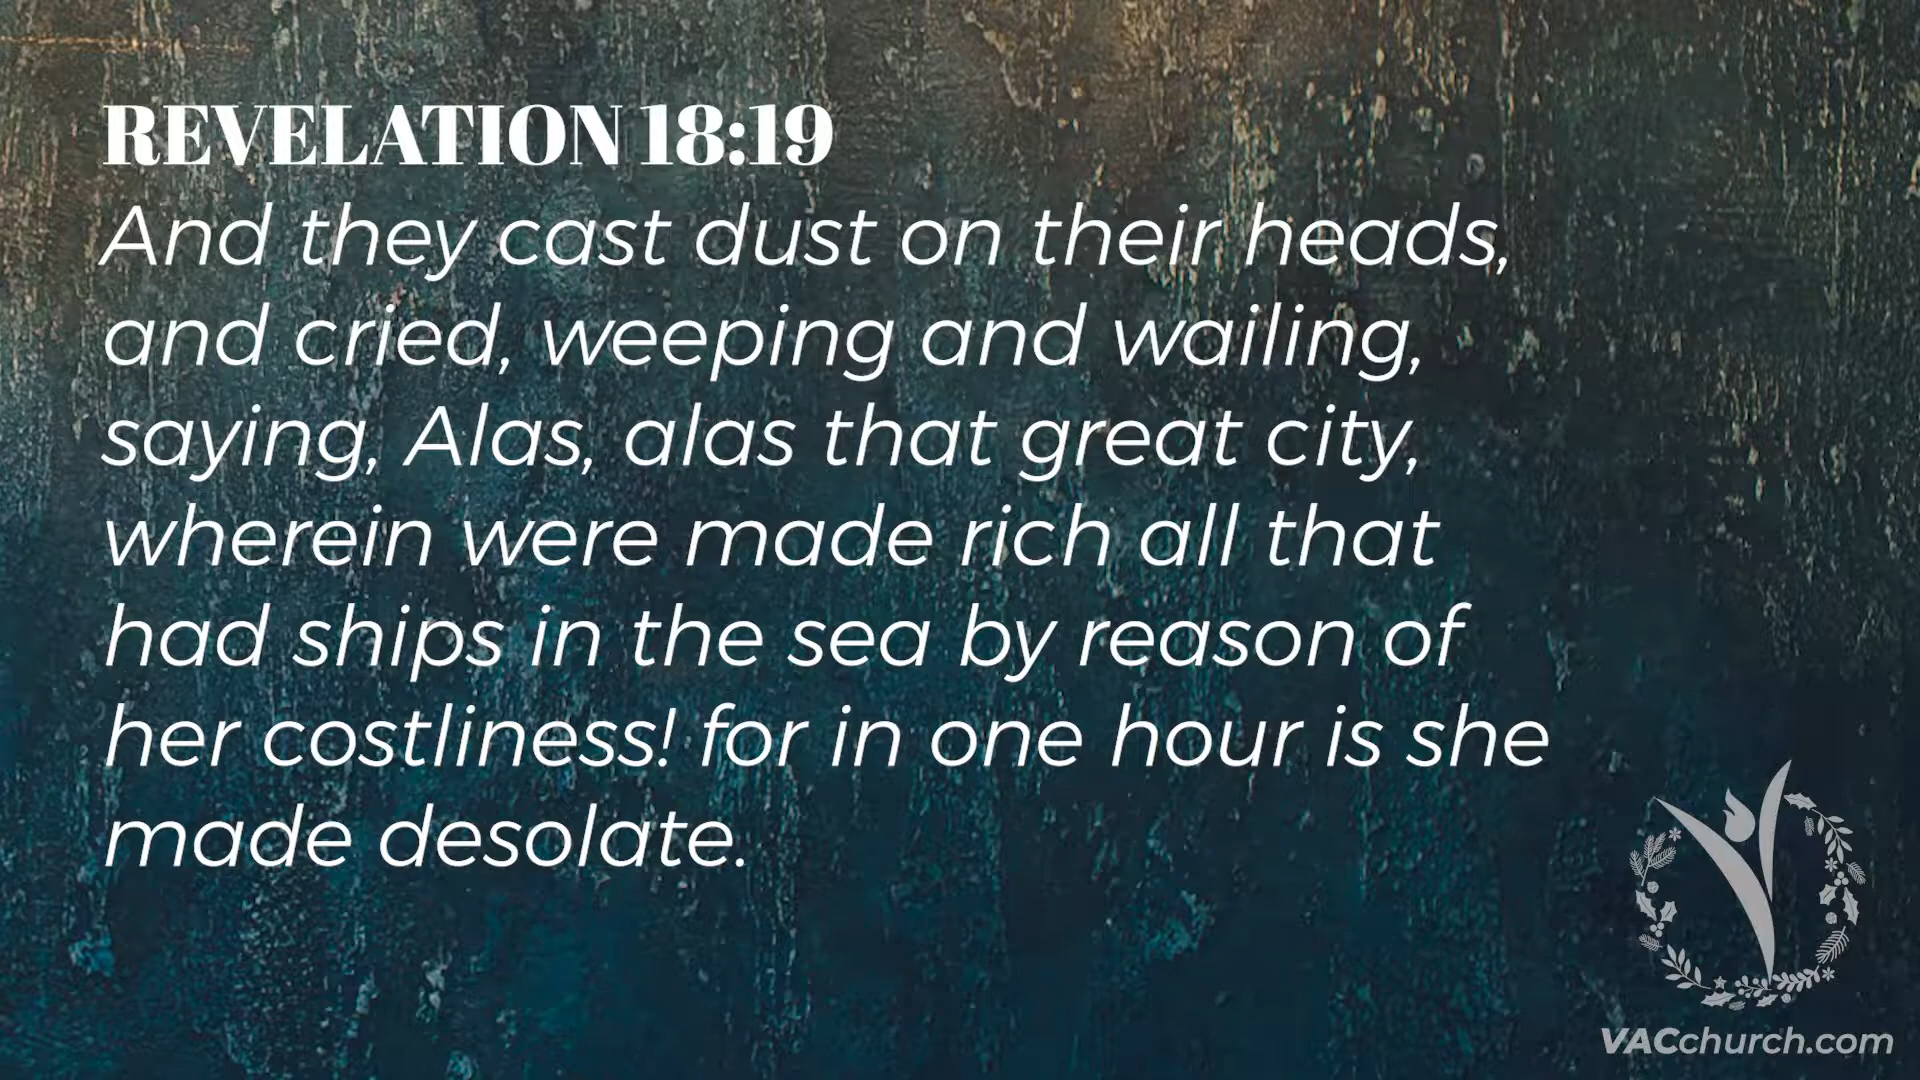 REVELATION 18:19
And they cast dust on their heads,
and cried, weeping and wailing,
saying, Alas, alas that great city,
wherein were made rich all that
had ships in the sea by reason of
her costliness! for in one hour is she
made desolate.
VACchurch.com